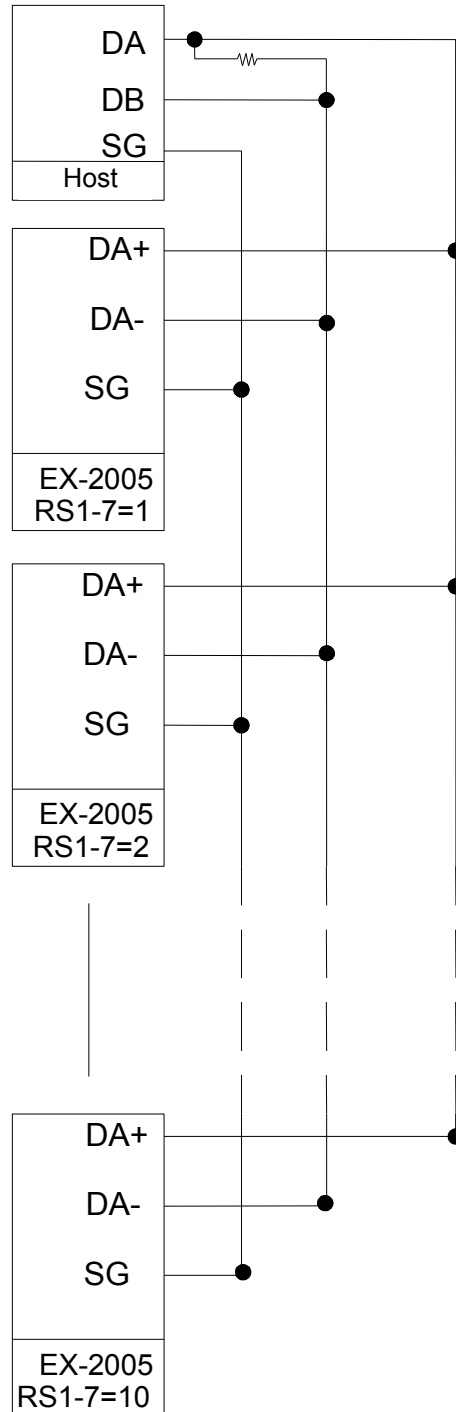 DA
DB
SG
Host
DA+
DA-
SG
EX-2005
RS1-7=1
DA+
DA-
SG
EX-2005
RS1-7=2
DA+
DA-
SG
EX-2005
RS1-7=10